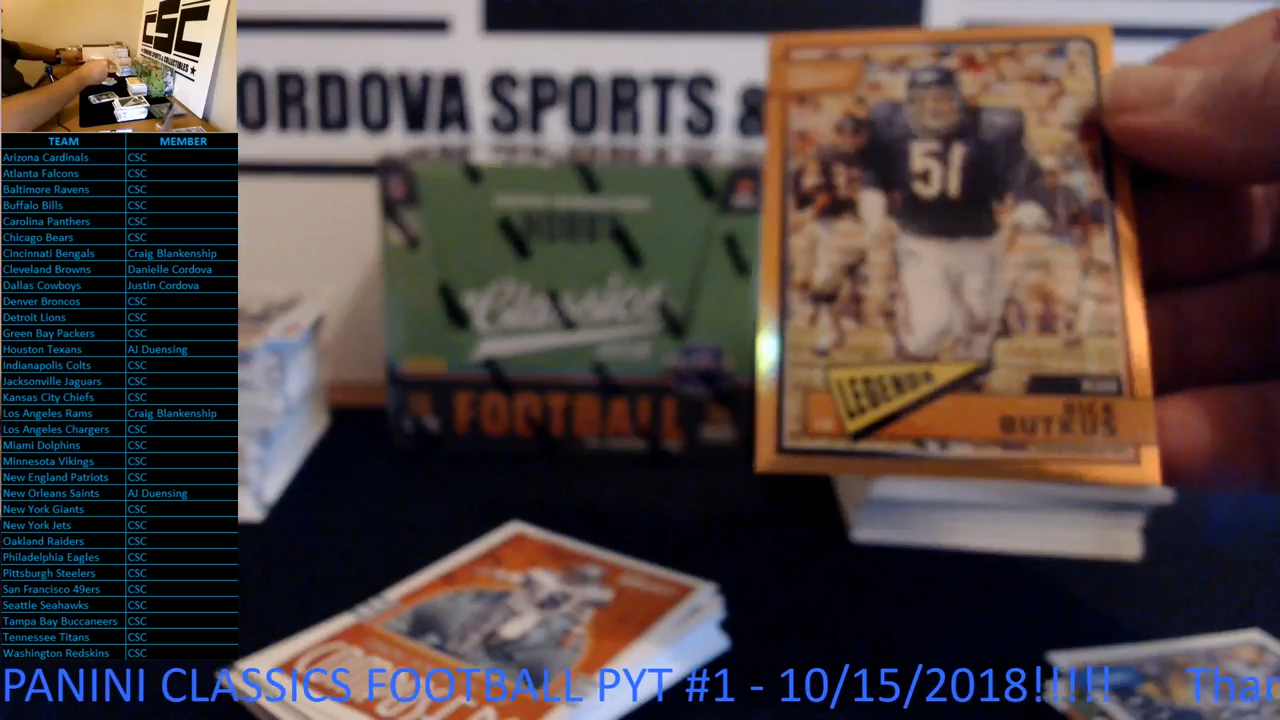 CSC
TEAM MEMBER
Arizona Cardinals CSC
Atlanta Falcons CSC
Baltimore Ravens CSC
Buffalo Bills CSC
Carolina Panthers CSC
Chicago Bears CSC
Cincinnati Bengals Craig Blankenship
Cleveland Browns Danielle Cordova
Dallas Cowboys Justin Cordova
Denver Broncos CSC
Detroit Lions CSC
Green Bay Packers CSC
Houston Texans AJ Duensing
Indianapolis Colts CSC
Jacksonville Jaguars CSC
Kansas City Chiefs CSC
Los Angeles Rams Craig Blankenship
Los Angeles Chargers CSC
Miami Dolphins CSC
Minnesota Vikings CSC
New England Patriots CSC
New Orleans Saints AJ Duensing
New York Giants CSC
New York Jets CSC
Oakland Raiders CSC
Philadelphia Eagles CSC
Pittsburgh Steelers CSC
San Francisco 49ers CSC
Seattle Seahawks CSC
Tampa Bay Buccaneers CSC
Tennessee Titans CSC
Washington Redskins CSC
ORDOVA SPORTS &
Classics
FOOTBALL
51
LEGENDS
DICK
BUTKUS
PANINI CLASSICS FOOTBALL PYT #1 - 10/15/2018!!!!! Than